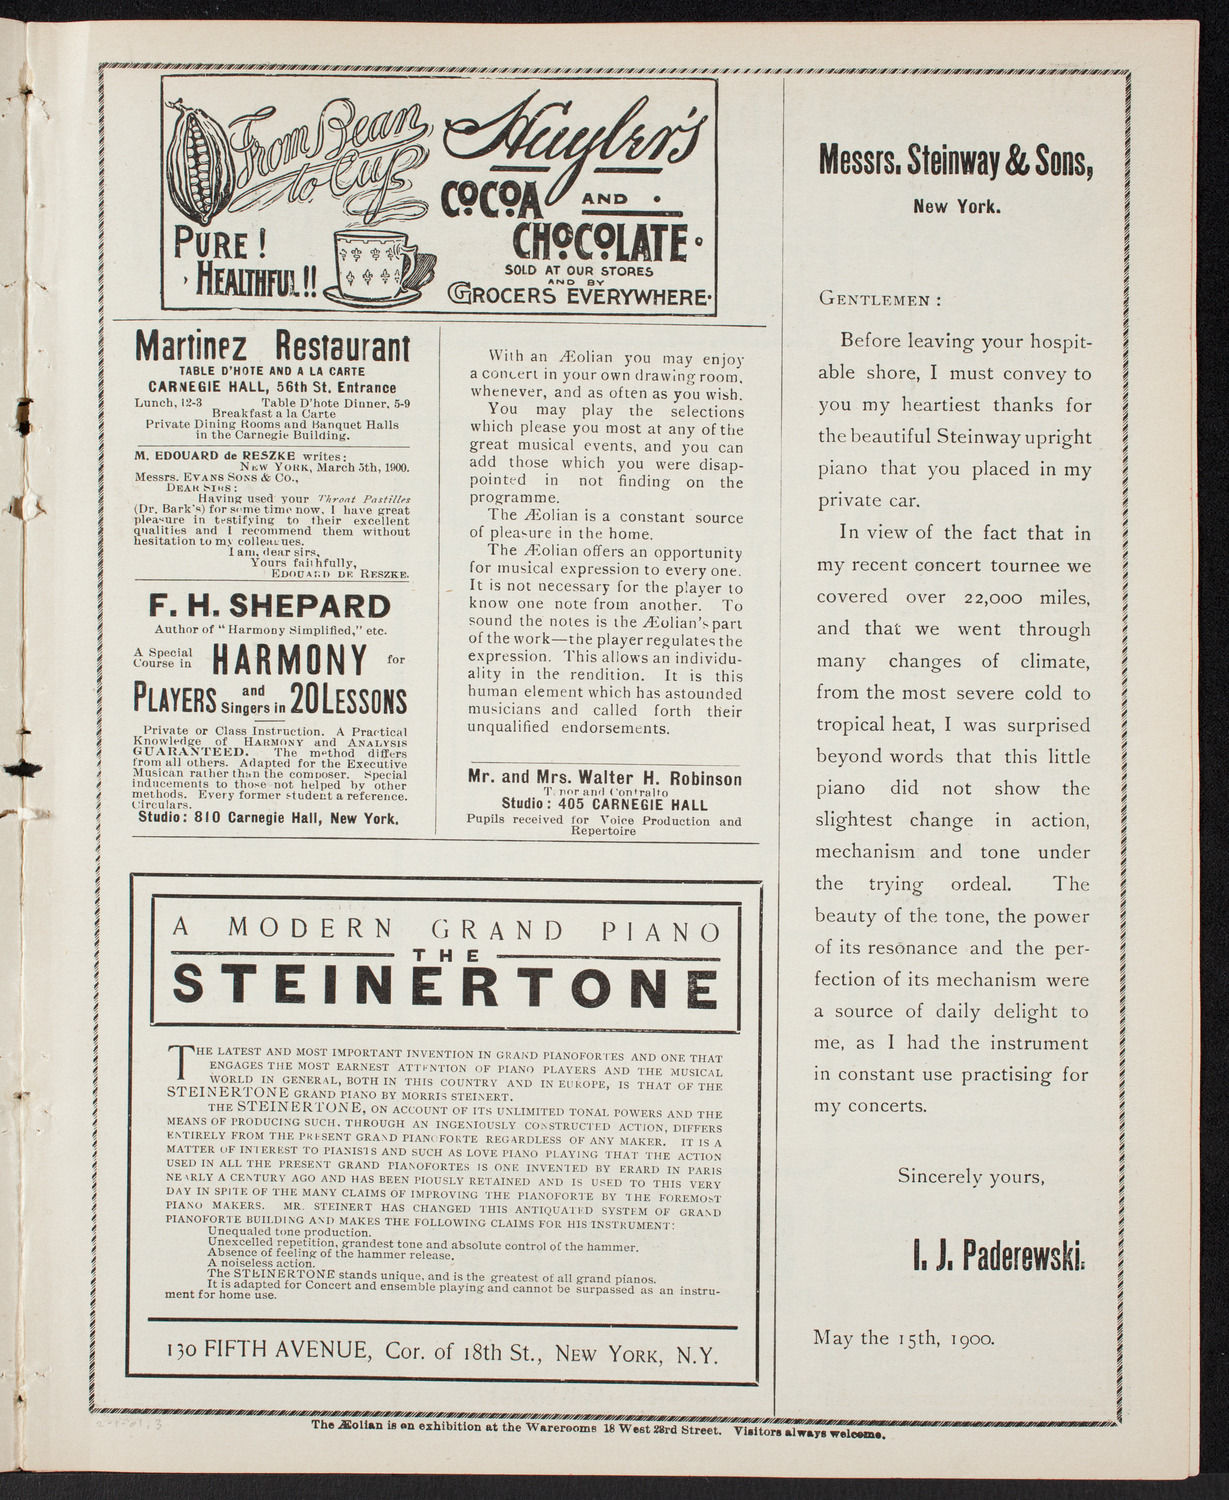 From Bean
to Cup
PURE!
HEALTHFUL!!
Huyler's
COCOA AND
CHOCOLATE
SOLD AT OUR STORES
AND BY
GROCERS EVERYWHERE.
Martinez Restaurant
TABLE D'HOTE AND A LA CARTE
CARNEGIE HALL, 56th St. Entrance
Lunch, 12-3 Table D'hote Dinner, 5-9
Breakfast a la Carte
Private Dining Rooms and Banquet Halls
in the Carnegie Building.
M. EDOUARD de RESZKE writes:
NEW YORK, March 5th, 1900.
Messrs. EVANS SONS & Co.,
DEAR SIRS:
Having used your Throat Pastilles
(Dr. Bark's) for some time now, I have great
pleasure in testifying to their excellent
qualities and I recommend them without
hesitation to my colleagues.
I am, dear sirs,
Yours faithfully,
EDOUARD DE RESZKE.
F. H. SHEPARD
Author of "Harmony Simplified," etc.
A Special
Course in HARMONY for
PLAYERS and
Singers in 20 LESSONS
Private or Class Instruction. A Practical
Knowledge of HARMONY and ANALYSIS
GUARANTEED. The method differs
from all others. Adapted for the Executive
Musican rather than the composer. Special
inducements to those not helped by other
methods. Every former student a reference.
Circulars.
Studio: 810 Carnegie Hall, New York.
With an Æolian you may enjoy
a concert in your own drawing room,
whenever, and as often as you wish.
You may play the selections
which please you most at any of the
great musical events, and you can
add those which you were disap-
pointed in not finding on the
programme.
The Æolian is a constant source
of pleasure in the home.
The Æolian offers an opportunity
for musical expression to every one.
It is not necessary for the player to
know one note from another. To
sound the notes is the Æolian's part
of the work—the player regulates the
expression. This allows an individu-
ality in the rendition. It is this
human element which has astounded
musicians and called forth their
unqualified endorsements.
Mr. and Mrs. Walter H. Robinson
Tenor and Contralto
Studio: 405 CARNEGIE HALL
Pupils received for Voice Production and
Repertoire
A MODERN GRAND PIANO
THE
STEINERTONE
THE LATEST AND MOST IMPORTANT INVENTION IN GRAND PIANOFORTES AND ONE THAT
ENGAGES THE MOST EARNEST ATTENTION OF PIANO PLAYERS AND THE MUSICAL
WORLD IN GENERAL, BOTH IN THIS COUNTRY AND IN EUROPE, IS THAT OF THE
STEINERTONE GRAND PIANO BY MORRIS STEINERT.
THE STEINERTONE, ON ACCOUNT OF ITS UNLIMITED TONAL POWERS AND THE
MEANS OF PRODUCING SUCH, THROUGH AN INGENIOUSLY CONSTRUCTED ACTION, DIFFERS
ENTIRELY FROM THE PRESENT GRAND PIANOFORTE REGARDLESS OF ANY MAKER. IT IS A
MATTER OF INTEREST TO PIANISTS AND SUCH AS LOVE PIANO PLAYING THAT THE ACTION
USED IN ALL THE PRESENT GRAND PIANOFORTES IS ONE INVENTED BY ERARD IN PARIS
NEARLY A CENTURY AGO AND HAS BEEN PIOUSLY RETAINED AND IS USED TO THIS VERY
DAY IN SPITE OF THE MANY CLAIMS OF IMPROVING THE PIANOFORTE BY THE FOREMOST
PIANO MAKERS. MR. STEINERT HAS CHANGED THIS ANTIQUATED SYSTEM OF GRAND
PIANOFORTE BUILDING AND MAKES THE FOLLOWING CLAIMS FOR HIS INSTRUMENT:
Unequaled tone production.
Unexcelled repetition, grandest tone and absolute control of the hammer.
Absence of feeling of the hammer release.
A noiseless action.
The STEINERTONE stands unique, and is the greatest of all grand pianos.
It is adapted for Concert and ensemble playing and cannot be surpassed as an instru-
ment for home use.
130 FIFTH AVENUE, Cor. of 18th St., NEW YORK, N.Y.
Messrs. Steinway & Sons,
New York.
GENTLEMEN:
Before leaving your hospit-
able shore, I must convey to
you my heartiest thanks for
the beautiful Steinway upright
piano that you placed in my
private car.
In view of the fact that in
my recent concert tournee we
covered over 22,000 miles,
and that we went through
many changes of climate,
from the most severe cold to
tropical heat, I was surprised
beyond words that this little
piano did not show the
slightest change in action,
mechanism and tone under
the trying ordeal. The
beauty of the tone, the power
of its resonance and the per-
fection of its mechanism were
a source of daily delight to
me, as I had the instrument
in constant use practising for
my concerts.
Sincerely yours,
I. J. Paderewski.
May the 15th, 1900.
The Æolian is on exhibition at the Warerooms 18 West 23rd Street. Visitors always welcome.